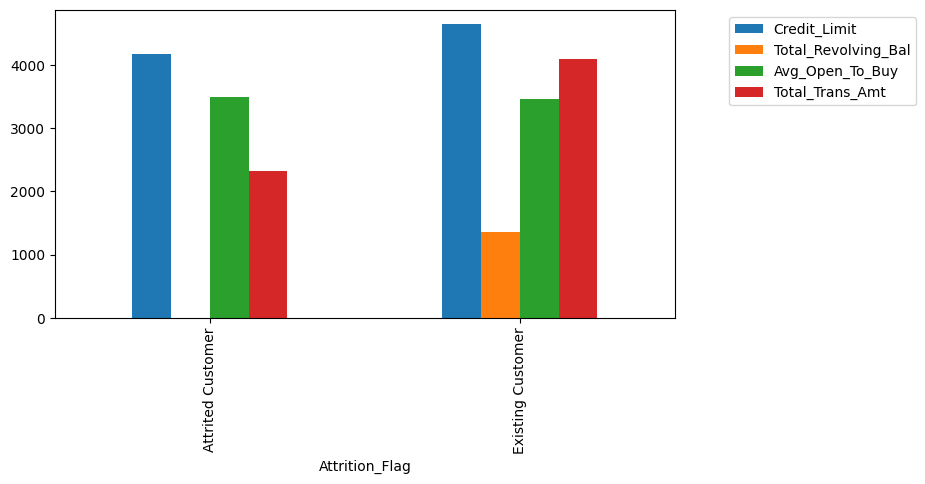 Credit_Limit
Total_Revolving_Bal
Avg_Open_To_Buy
Total_Trans_Amt
4000
3000
2000
1000
0
Attrited Customer
Existing Customer
Attrition_Flag